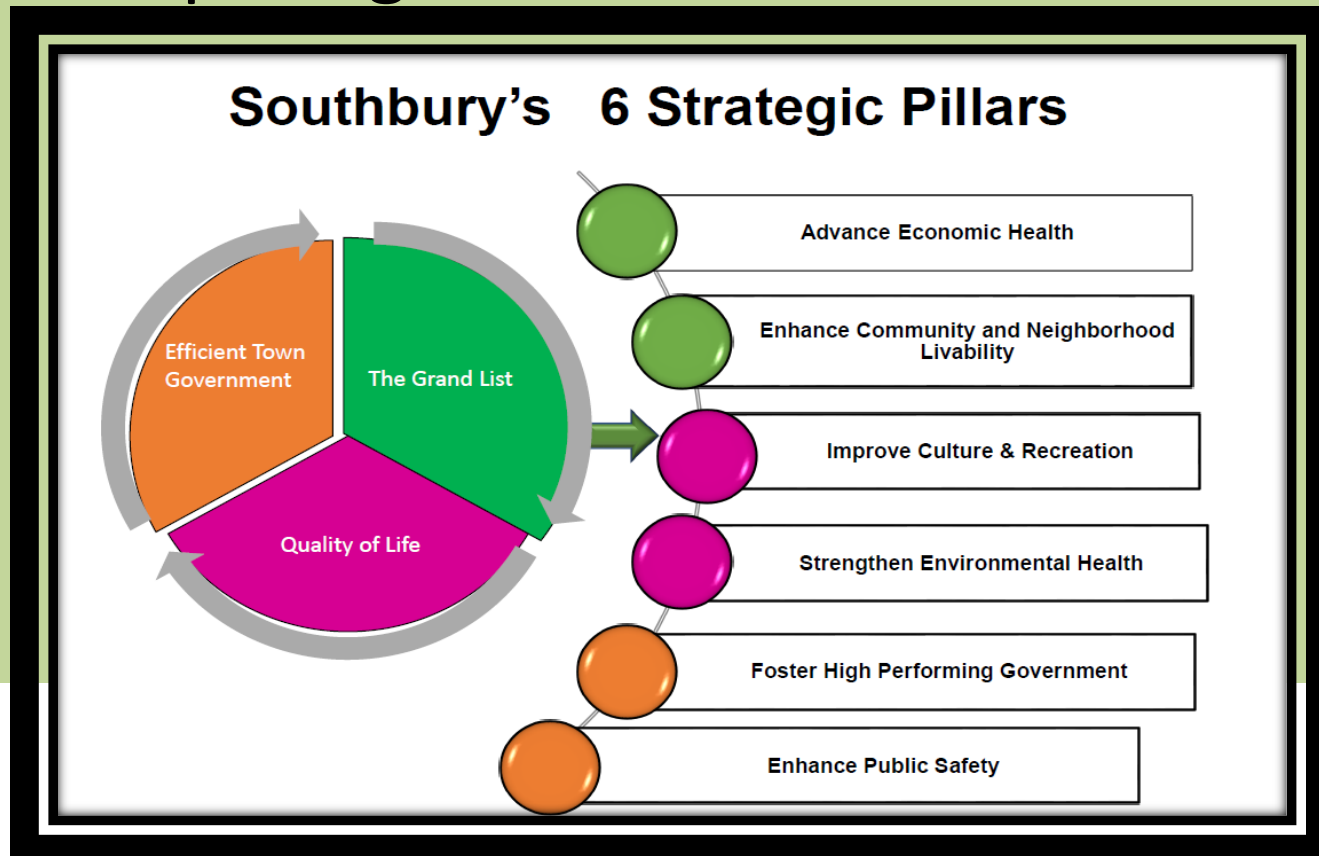 Southbury's 6 Strategic Pillars
Efficient Town
Government
The Grand List
Quality of Life
Advance Economic Health
Enhance Community and Neighborhood
Livability
Improve Culture & Recreation
Strengthen Environmental Health
Foster High Performing Government
Enhance Public Safety